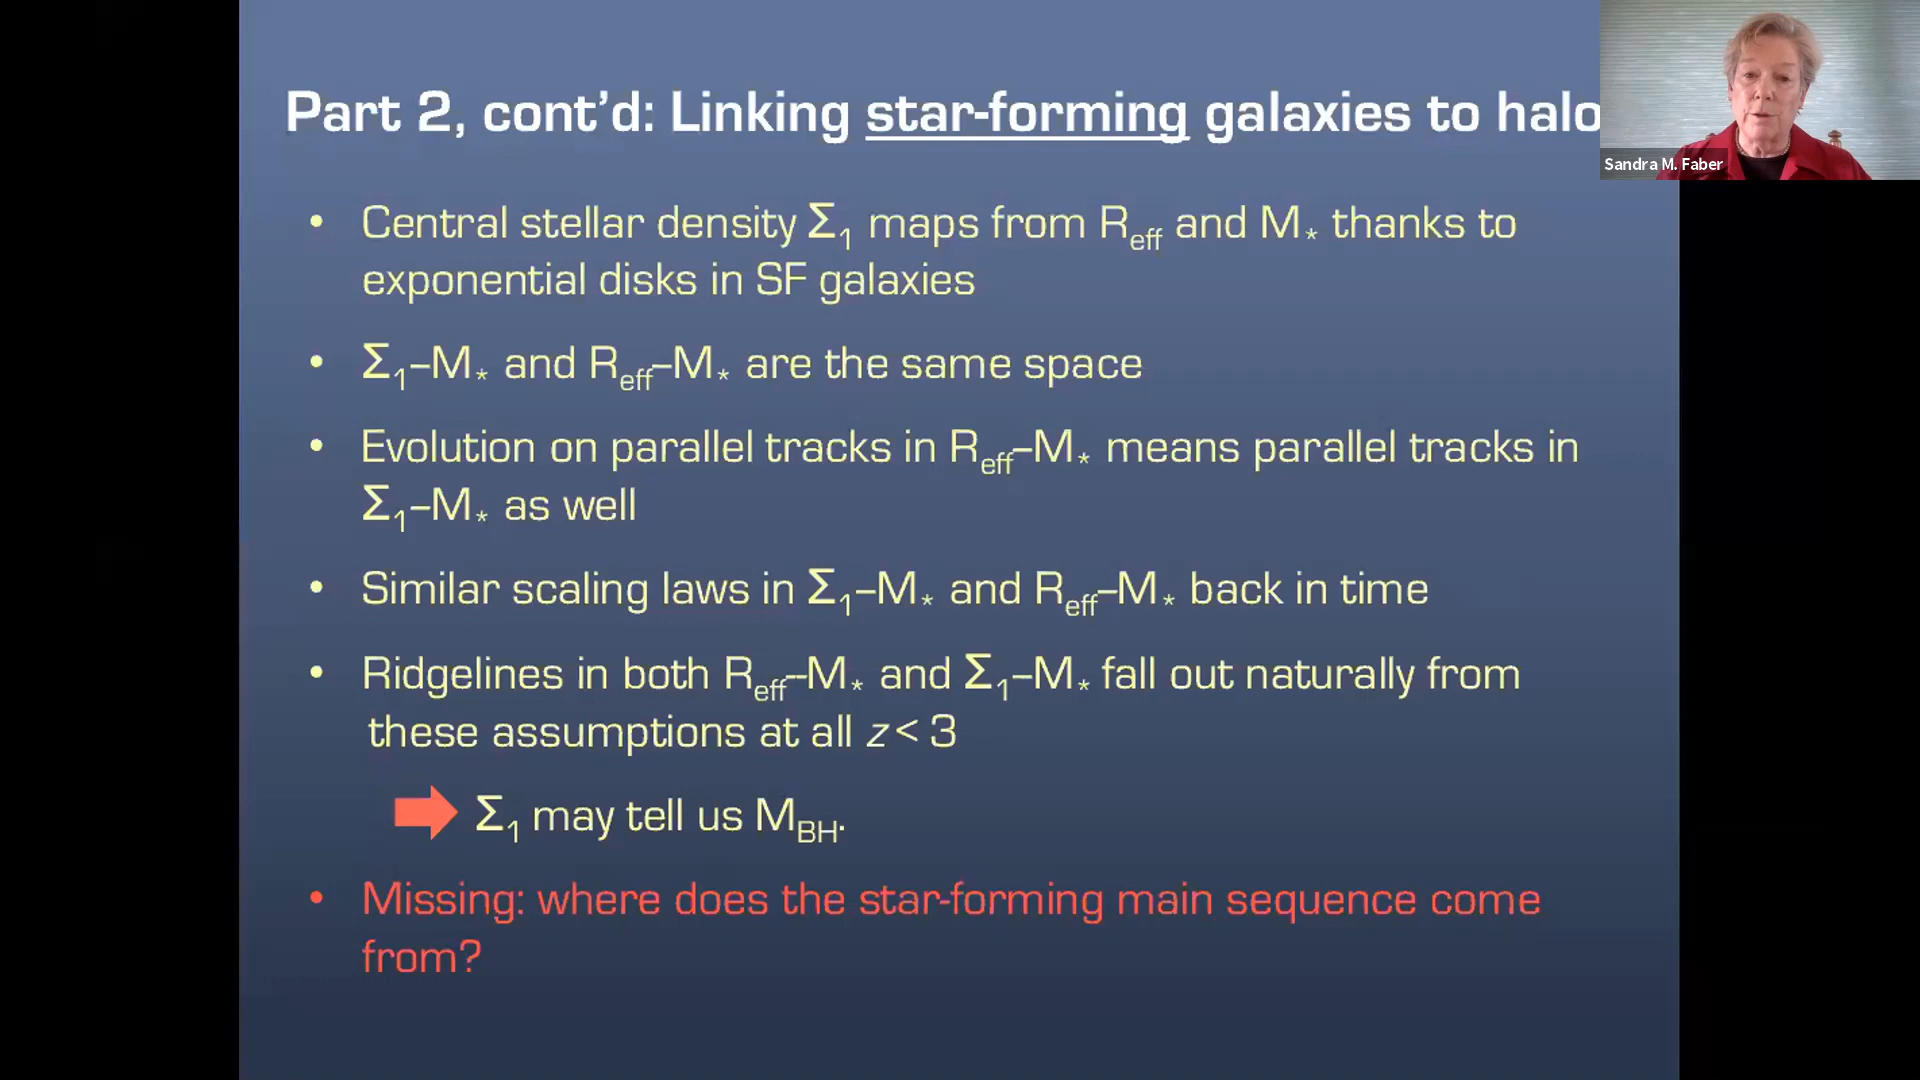 Part 2, cont’d: Linking star-forming galaxies to halo
Sandra M. Faber
• Central stellar density Σ1 maps from Reff and M* thanks to
exponential disks in SF galaxies
• Σ1–M* and Reff–M* are the same space
• Evolution on parallel tracks in Reff–M* means parallel tracks in
Σ1–M* as well
• Similar scaling laws in Σ1–M* and Reff–M* back in time
• Ridgelines in both Reff–M* and Σ1–M* fall out naturally from
these assumptions at all z < 3
Σ1 may tell us MBH.
• Missing: where does the star-forming main sequence come
from?